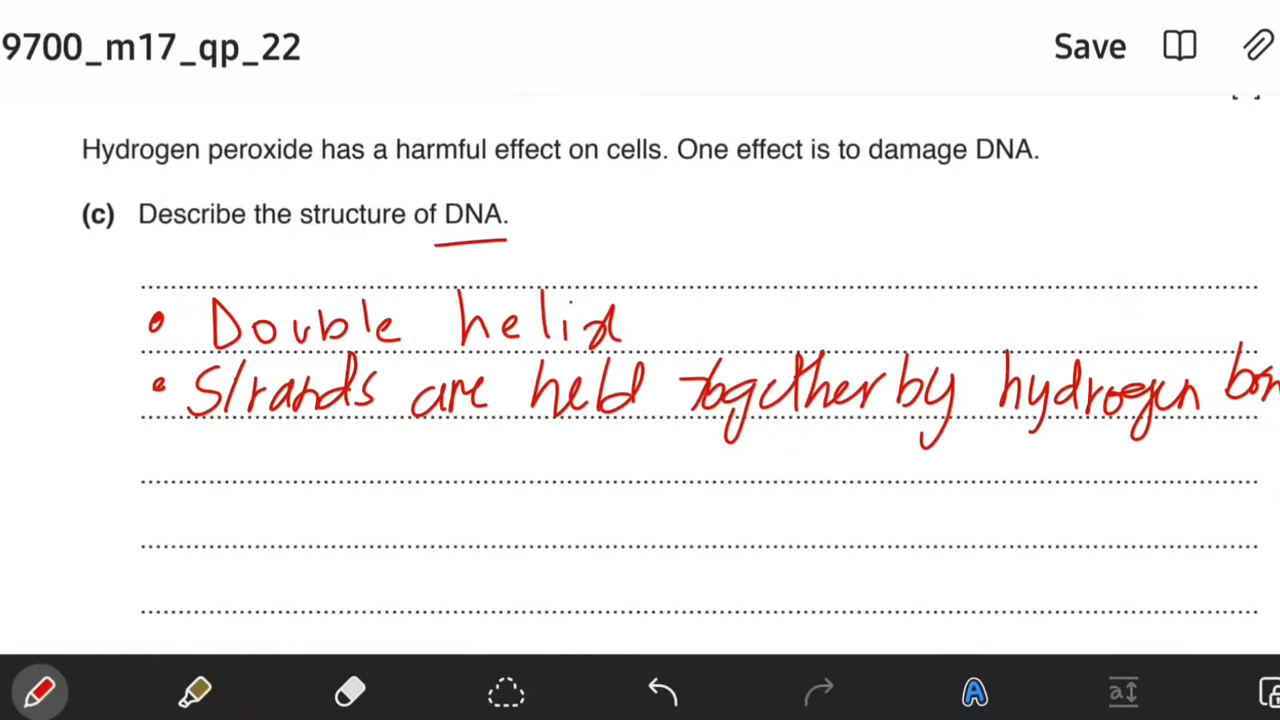 9700_m17_qp_22 Save
Hydrogen peroxide has a harmful effect on cells. One effect is to damage DNA.
(c) Describe the structure of DNA.
• Double helix
• Strands are held together by hydrogen bon
A
a